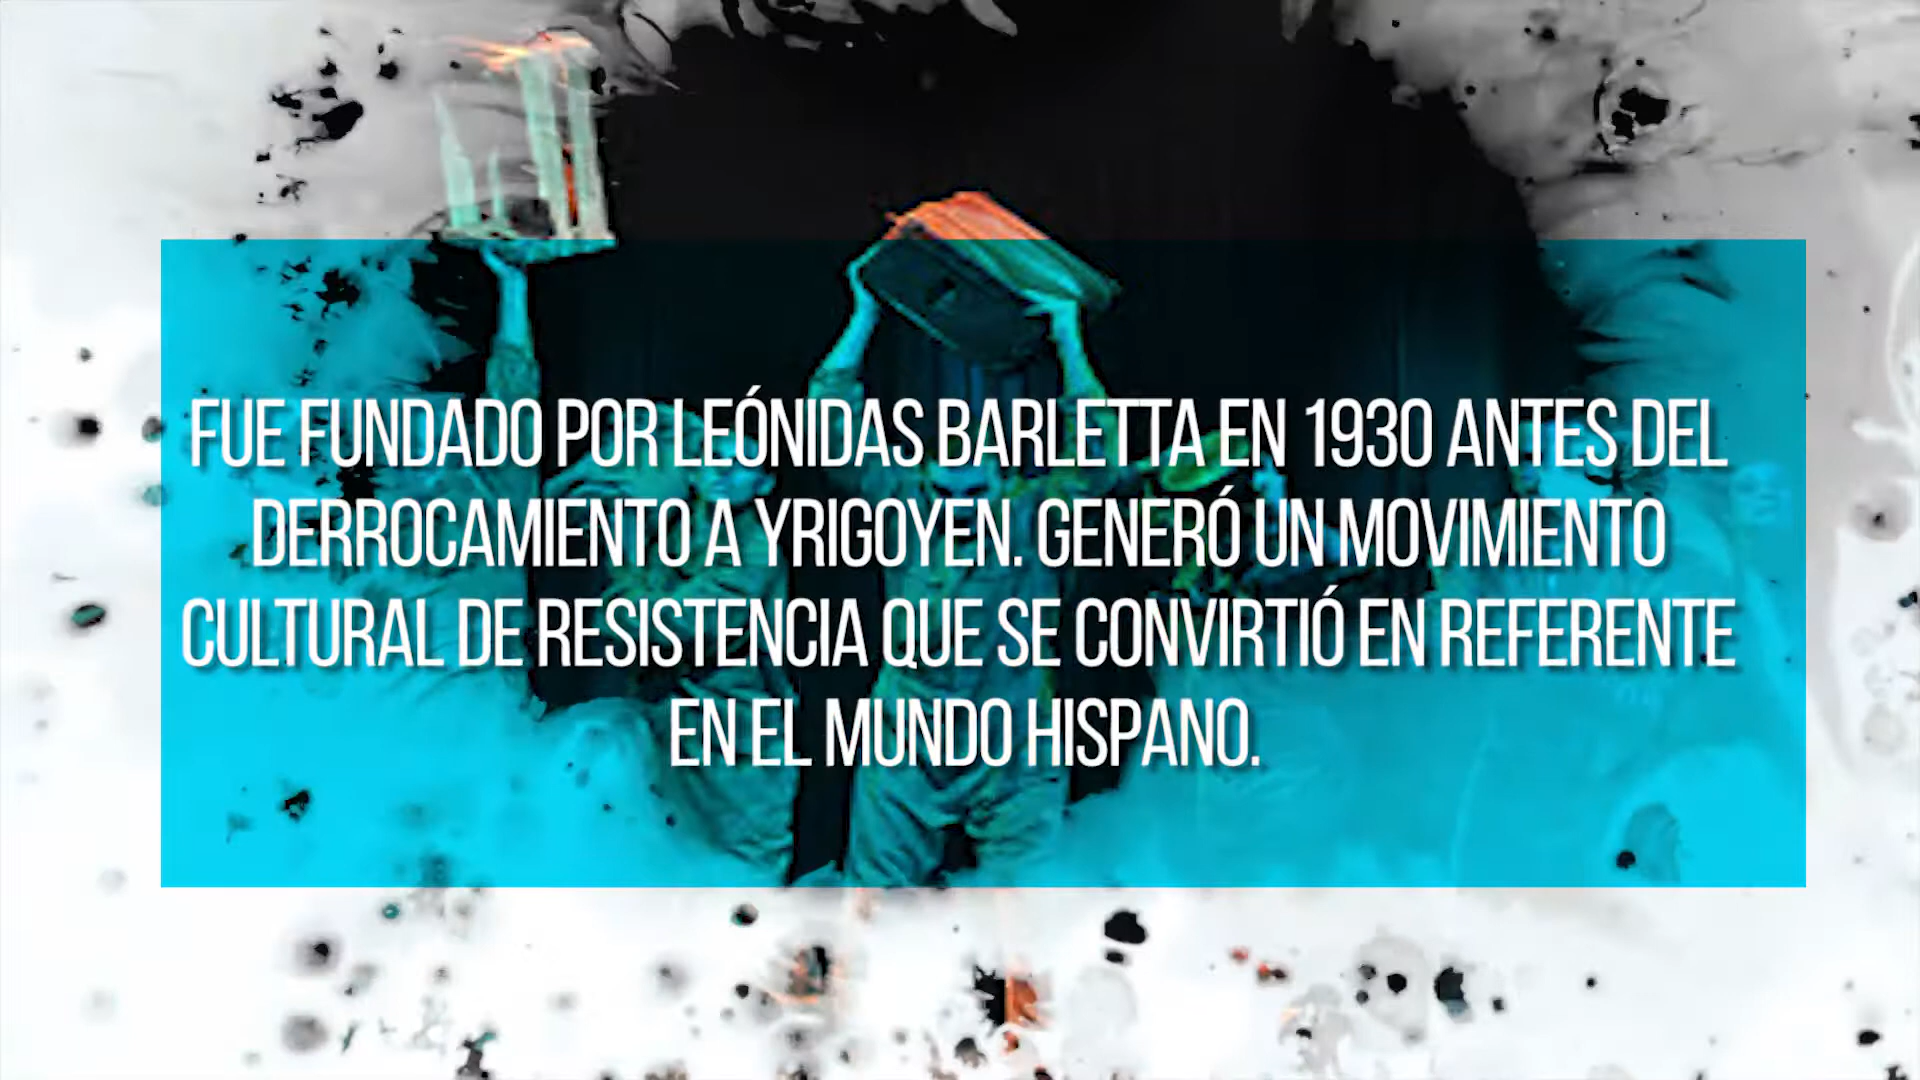 FUE FUNDADO POR LEÓNIDAS BARLETTA EN 1930 ANTES DEL
DERROCAMIENTO A YRIGOYEN. GENERÓ UN MOVIMIENTO
CULTURAL DE RESISTENCIA QUE SE CONVIRTIÓ EN REFERENTE
EN EL MUNDO HISPANO.